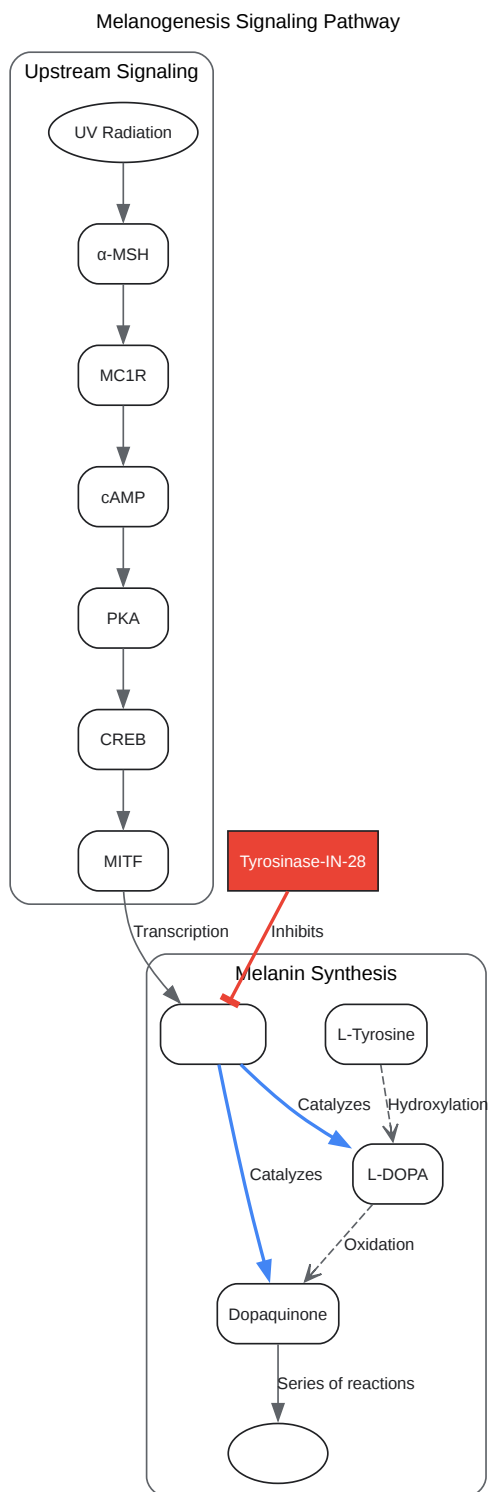 Melanogenesis Signaling Pathway
Upstream Signaling
UV Radiation
α-MSH
MC1R
cAMP
PKA
CREB
MITF
Tyrosinase-IN-28
Transcription
Inhibits
Melanin Synthesis
L-Tyrosine
Catalyzes
Hydroxylation
Catalyzes
L-DOPA
Oxidation
Dopaquinone
Series of reactions